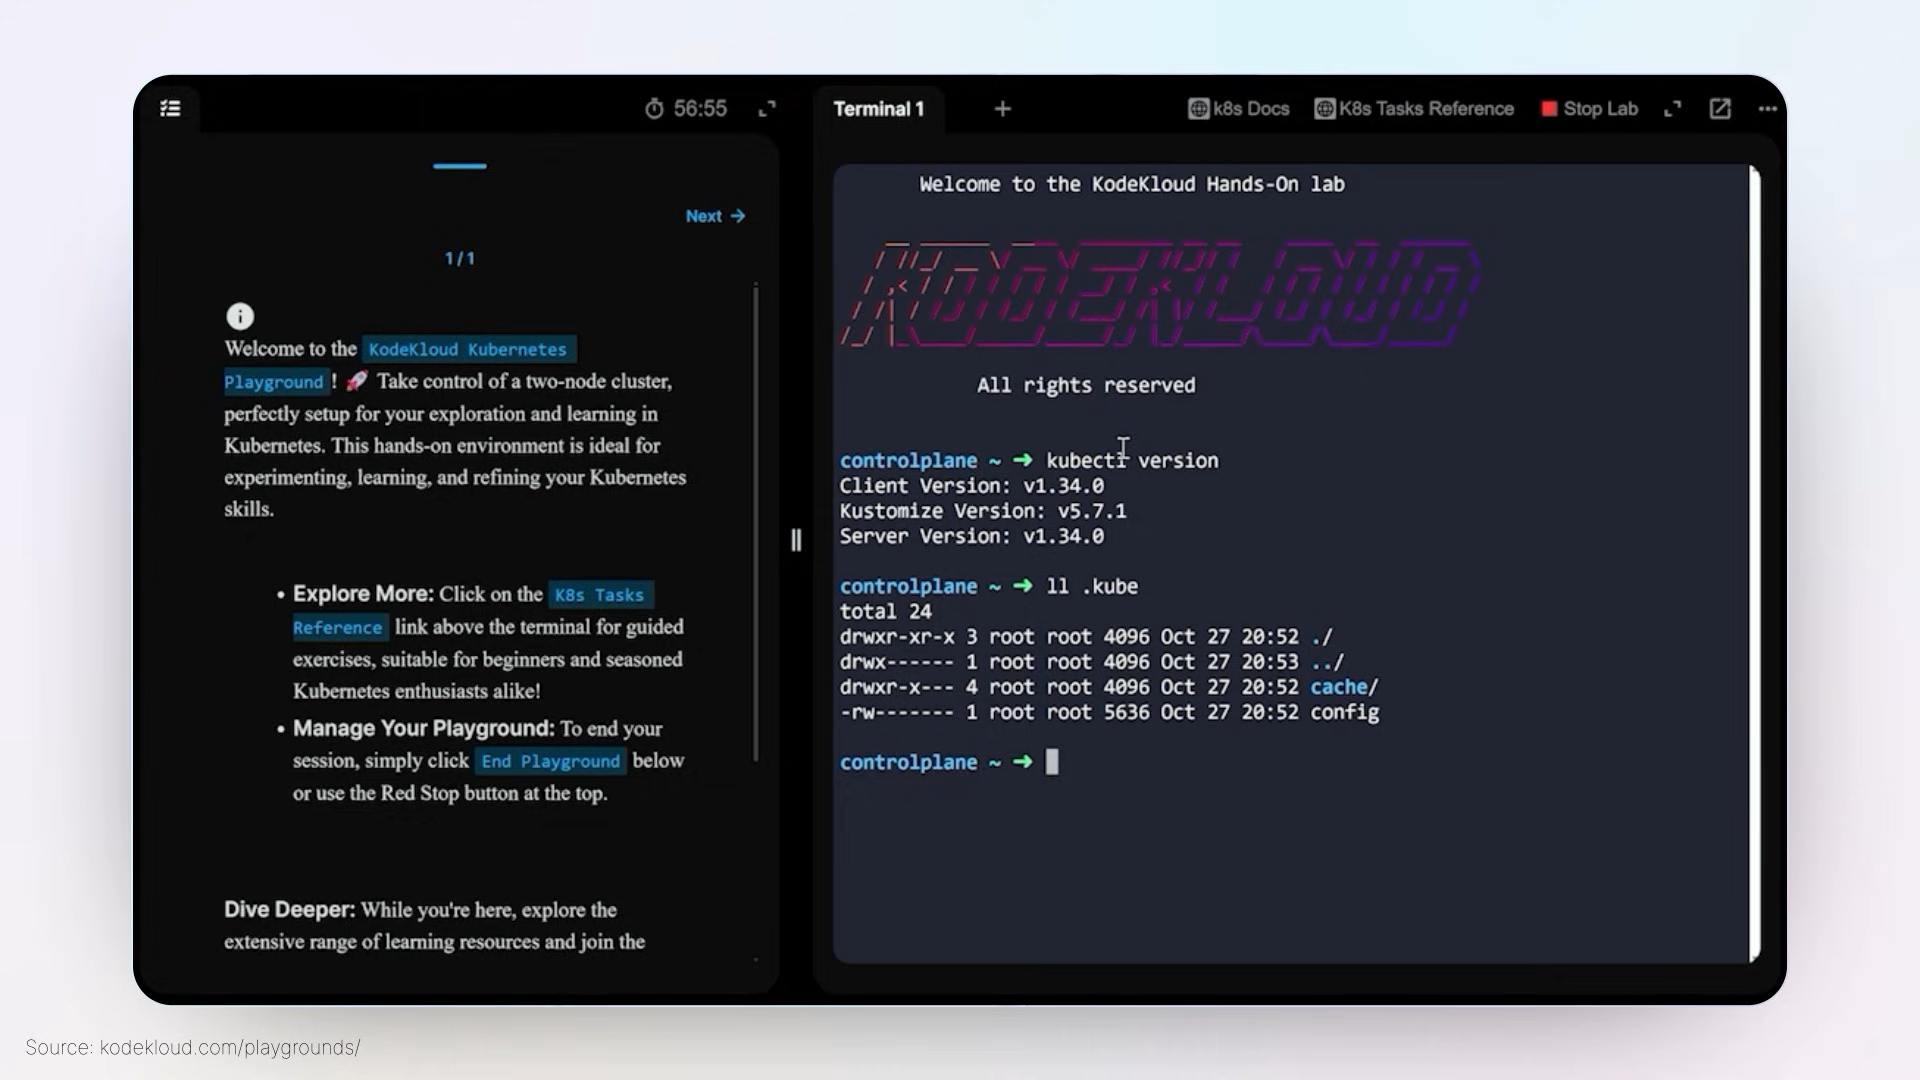 56:55
Next →
1/1
Welcome to the KodeKloud Kubernetes
Playground ! 🚀 Take control of a two-node cluster,
perfectly setup for your exploration and learning in
Kubernetes. This hands-on environment is ideal for
experimenting, learning, and refining your Kubernetes
skills.
• Explore More: Click on the K8s Tasks
Reference link above the terminal for guided
exercises, suitable for beginners and seasoned
Kubernetes enthusiasts alike!
• Manage Your Playground: To end your
session, simply click End Playground below
or use the Red Stop button at the top.
Dive Deeper: While you're here, explore the
extensive range of learning resources and join the
Terminal 1 + k8s Docs K8s Tasks Reference Stop Lab
Welcome to the KodeKloud Hands-On lab
KODEKLOUD
All rights reserved
controlplane ~ ➜ kubectl version
Client Version: v1.34.0
Kustomize Version: v5.7.1
Server Version: v1.34.0
controlplane ~ ➜ ll .kube
total 24
drwxr-xr-x 3 root root 4096 Oct 27 20:52 ./
drwx------ 1 root root 4096 Oct 27 20:53 ../
drwxr-x--- 4 root root 4096 Oct 27 20:52 cache/
-rw------- 1 root root 5636 Oct 27 20:52 config
controlplane ~ ➜
Source: kodekloud.com/playgrounds/